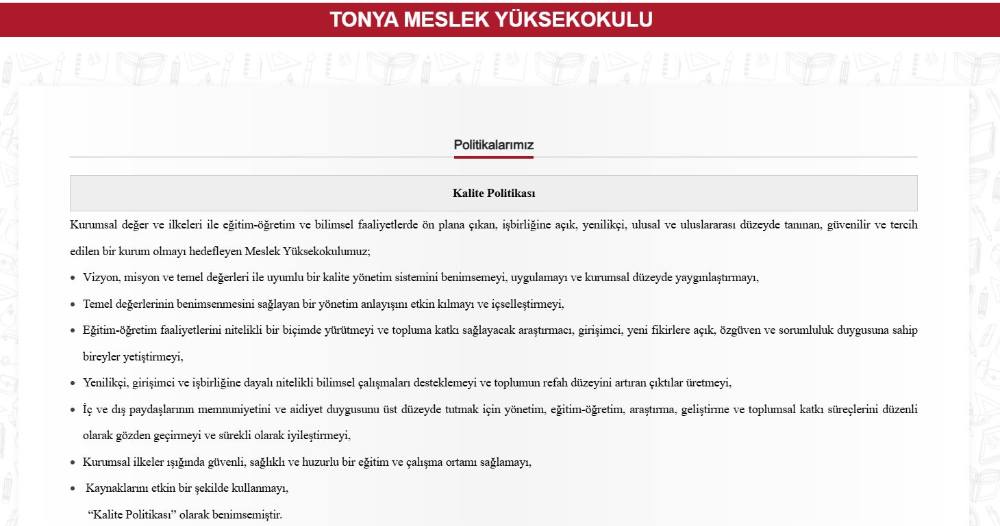 TONYA MESLEK YÜKSEKOKULU
Politikalarımız
Kalite Politikası
Kurumsal değer ve ilkeleri ile eğitim-öğretim ve bilimsel faaliyetlerde ön plana çıkan, işbirliğine açık, yenilikçi, ulusal ve uluslararası düzeyde tanınan, güvenilir ve tercih
edilen bir kurum olmayı hedefleyen Meslek Yüksekokulumuz;
• Vizyon, misyon ve temel değerleri ile uyumlu bir kalite yönetim sistemini benimsemeyi, uygulamayı ve kurumsal düzeyde yaygınlaştırmayı,
• Temel değerlerinin benimsenmesini sağlayan bir yönetim anlayışını etkin kılmayı ve içselleştirmeyi,
• Eğitim-öğretim faaliyetlerini nitelikli bir biçimde yürütmeyi ve topluma katkı sağlayacak araştırmacı, girişimci, yeni fikirlere açık, özgüven ve sorumluluk duygusuna sahip
bireyler yetiştirmeyi,
• Yenilikçi, girişimci ve işbirliğine dayalı nitelikli bilimsel çalışmaları desteklemeyi ve toplumun refah düzeyini artıran çıktılar üretmeyi,
• İç ve dış paydaşlarının memnuniyetini ve aidiyet duygusunu üst düzeyde tutmak için yönetim, eğitim-öğretim, araştırma, geliştirme ve toplumsal katkı süreçlerini düzenli
olarak gözden geçirmeyi ve sürekli olarak iyileştirmeyi,
• Kurumsal ilkeler ışığında güvenli, sağlıklı ve huzurlu bir eğitim ve çalışma ortamı sağlamayı,
• Kaynaklarını etkin bir şekilde kullanmayı,
“Kalite Politikası” olarak benimsemiştir.